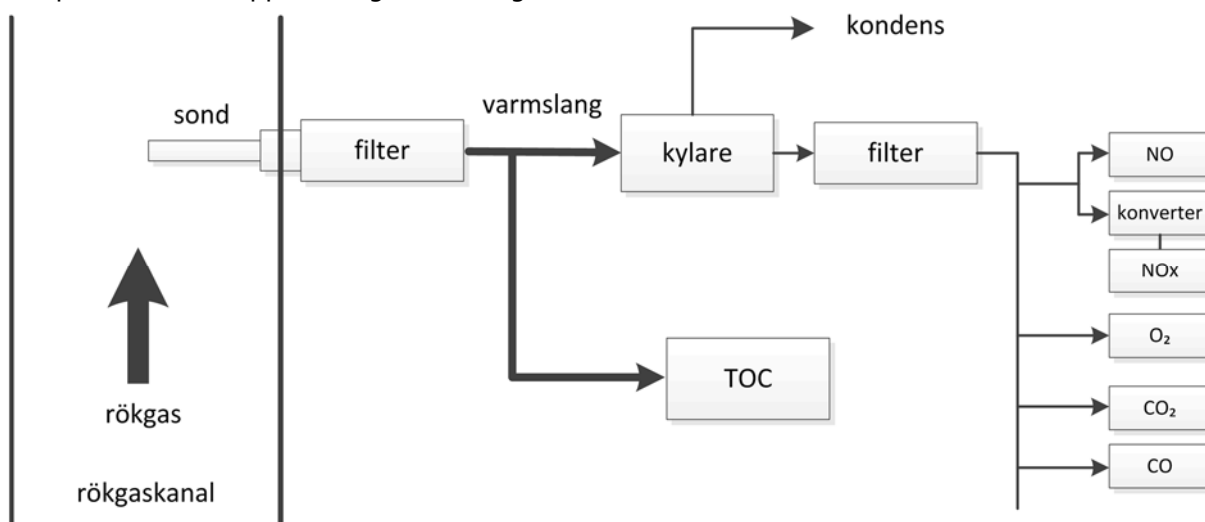 kondens
sond
varmslang
filter
kylare
filter
NO
konverter
NOx
O₂
TOC
CO₂
rökgas
CO
rökgaskanal